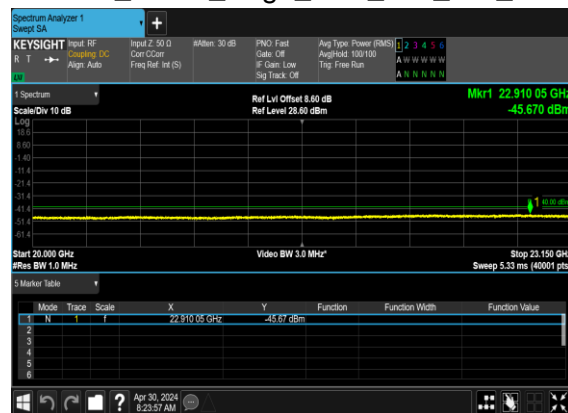 Spectrum Analyzer 1
Swept SA
+
KEYSIGHT
R T
Input: RF
Coupling: DC
Align: Auto
Input Z: 50 Ω
Corr CCorr
Freq Ref: Int (S)
#Atten: 30 dB
PNO: Fast
Gate: Off
IF Gain: Low
Sig Track: Off
Avg Type: Power (RMS)
Avg|Hold: 100/100
Trig: Free Run
1 2 3 4 5 6
A W W W W W
A N N N N N
1 Spectrum
Scale/Div 10 dB
Ref Lvl Offset 8.60 dB
Ref Level 28.60 dBm
Mkr1 22.910 05 GHz
-45.670 dBm
Log
18.6
8.60
-1.40
-11.4
-21.4
-31.4
-41.4
-51.4
-61.4
1
40.00 dBm
Start 20.000 GHz
#Res BW 1.0 MHz
Video BW 3.0 MHz*
Stop 23.150 GHz
Sweep 5.33 ms (40001 pts)
5 Marker Table
Mode Trace Scale X Y Function Function Width Function Value
1 N 1 f 22.910 05 GHz -45.67 dBm
2
3
4
5
6
?
Apr 30, 2024
8:23:57 AM